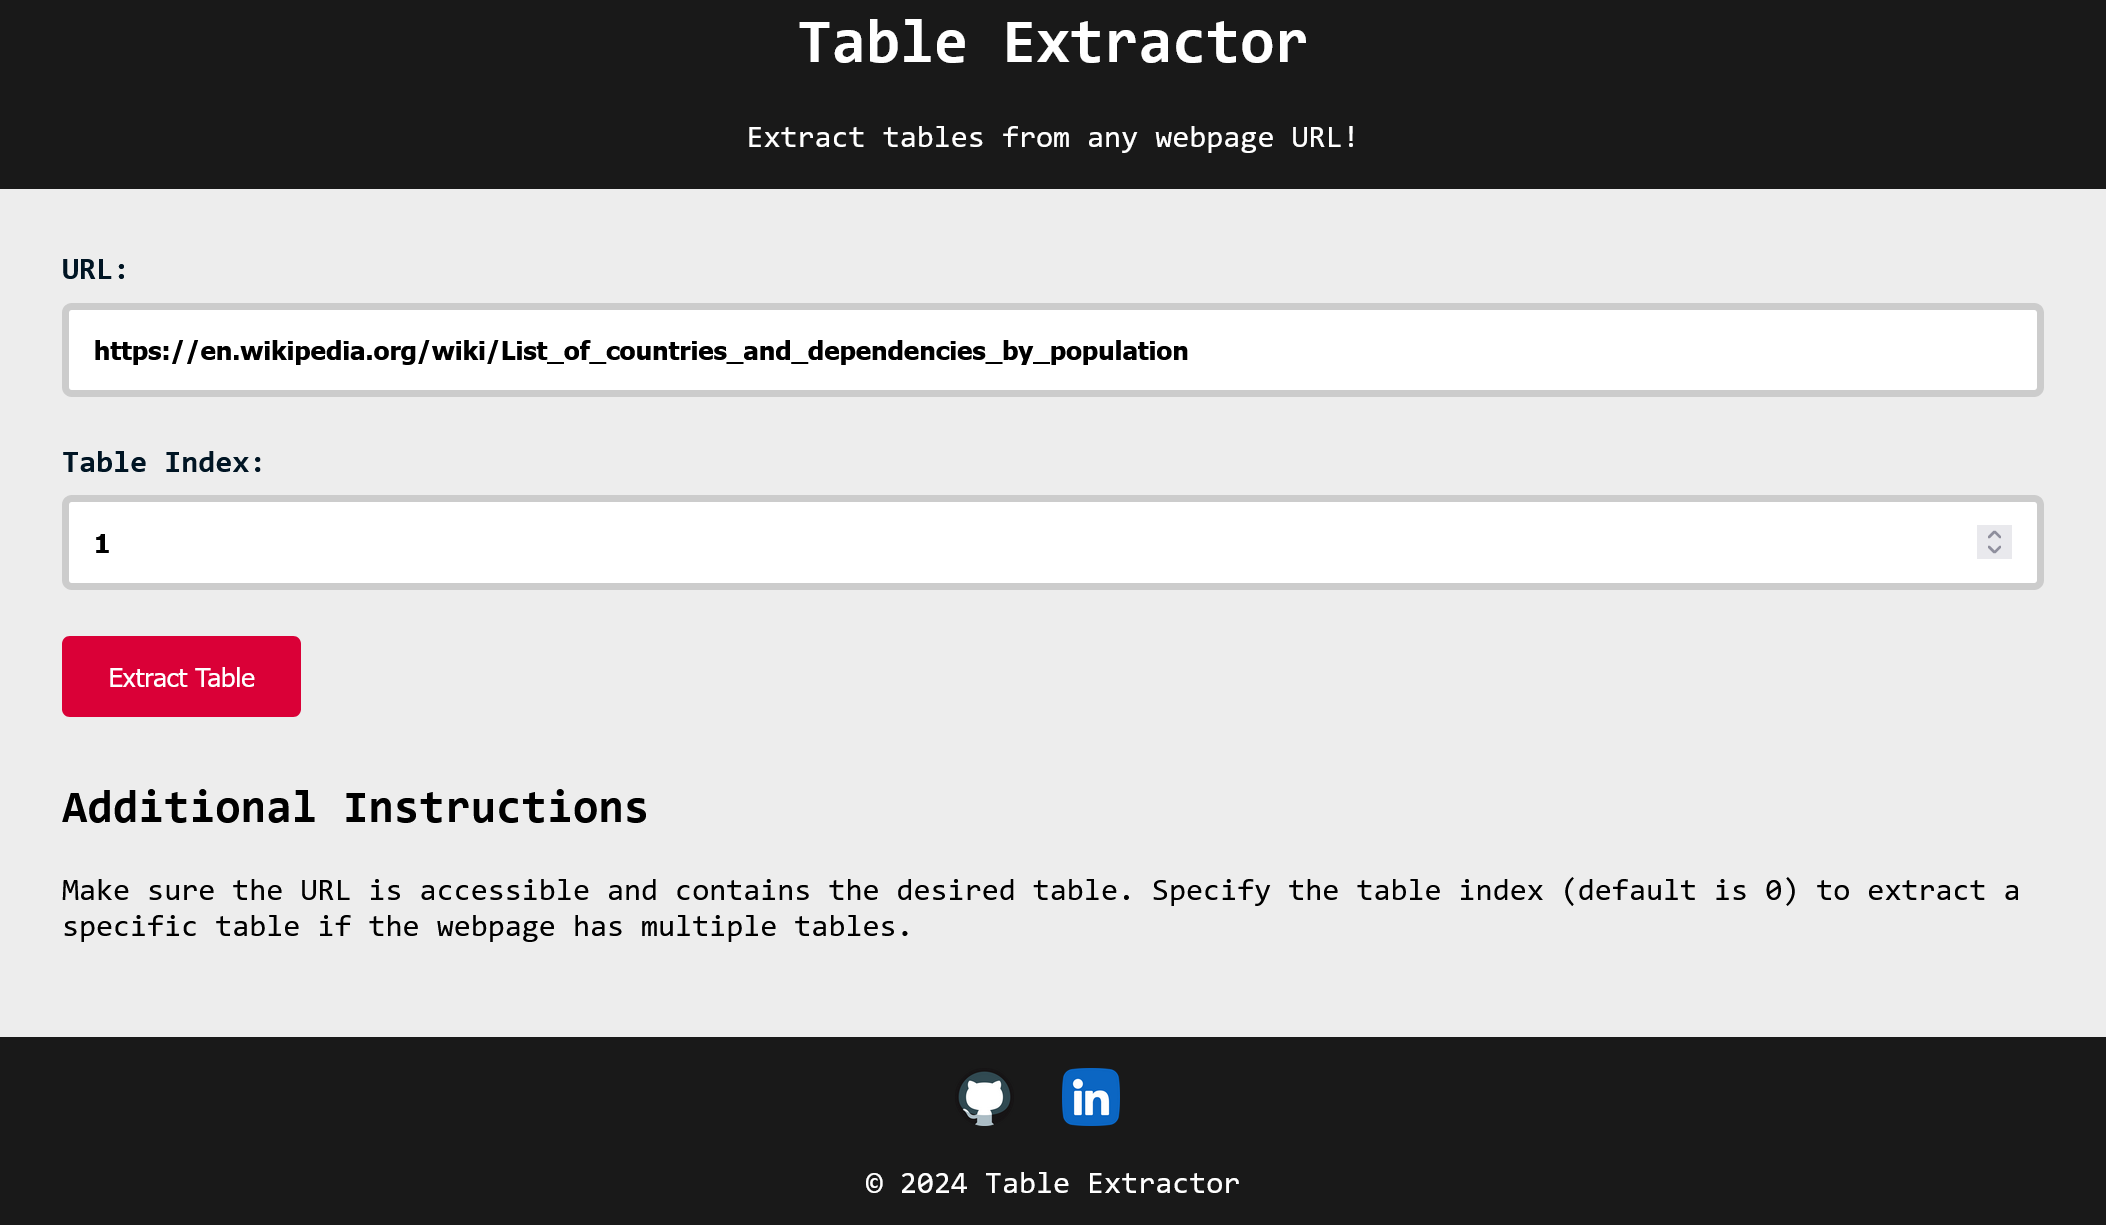 Table Extractor
Extract tables from any webpage URL!
URL:
https://en.wikipedia.org/wiki/List_of_countries_and_dependencies_by_population
Table Index:
1
Extract Table
Additional Instructions
Make sure the URL is accessible and contains the desired table. Specify the table index (default is 0) to extract a
specific table if the webpage has multiple tables.
in
© 2024 Table Extractor